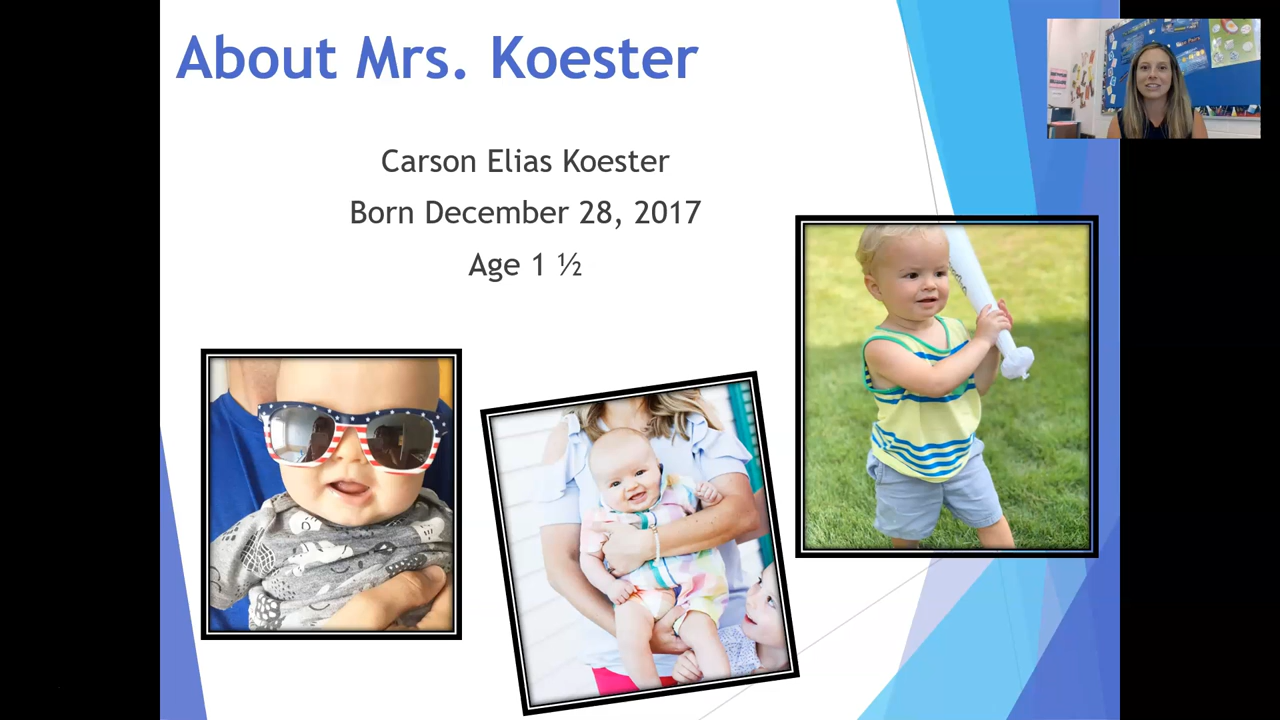 About Mrs. Koester
Carson Elias Koester
Born December 28, 2017
Age 1 ½